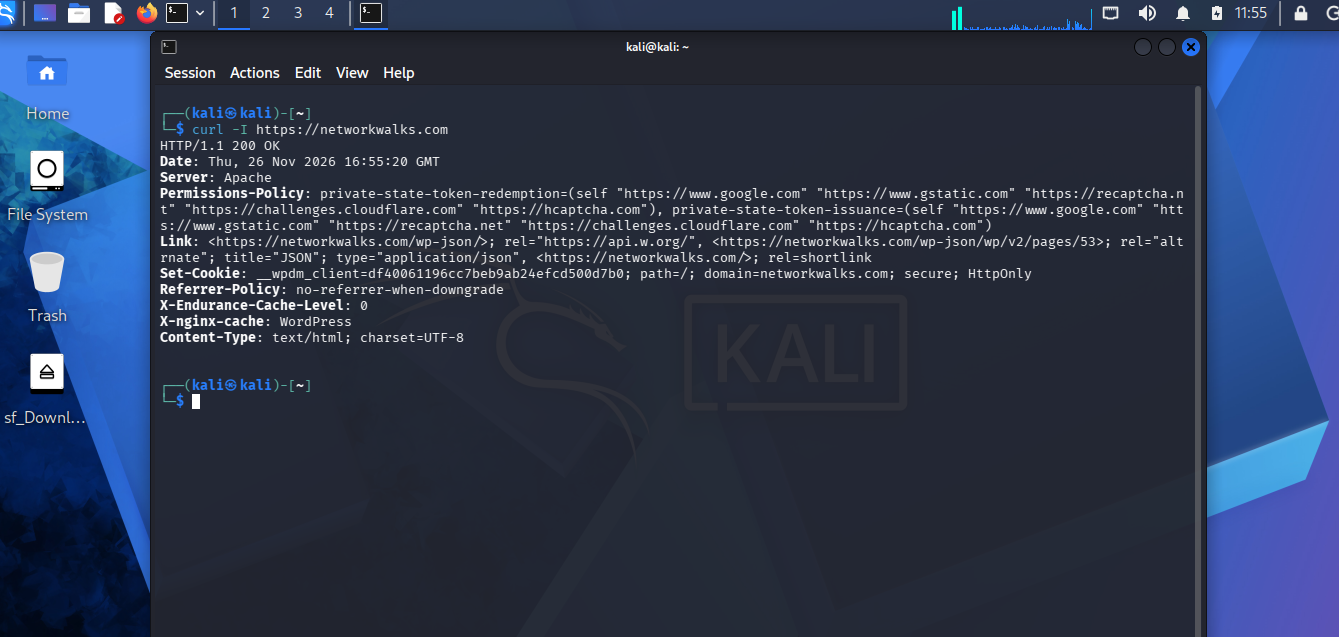 1 2 3 4 11:55
kali@kali: ~
Session Actions Edit View Help
Home
File System
Trash
sf_Downl...
┌──(kali㉿kali)-[~]
└─$ curl -I https://networkwalks.com
HTTP/1.1 200 OK
Date: Thu, 26 Nov 2026 16:55:20 GMT
Server: Apache
Permissions-Policy: private-state-token-redemption=(self "https://www.google.com" "https://www.gstatic.com" "https://recaptcha.n
t" "https://challenges.cloudflare.com" "https://hcaptcha.com"), private-state-token-issuance=(self "https://www.google.com" "htt
s://www.gstatic.com" "https://recaptcha.net" "https://challenges.cloudflare.com" "https://hcaptcha.com")
Link: <https://networkwalks.com/wp-json/>; rel="https://api.w.org/", <https://networkwalks.com/wp-json/wp/v2/pages/53>; rel="alt
rnate"; title="JSON"; type="application/json", <https://networkwalks.com/>; rel=shortlink
Set-Cookie: __wpdm_client=df40061196cc7beb9ab24efcd500d7b0; path=/; domain=networkwalks.com; secure; HttpOnly
Referrer-Policy: no-referrer-when-downgrade
X-Endurance-Cache-Level: 0
X-nginx-cache: WordPress
Content-Type: text/html; charset=UTF-8
┌──(kali㉿kali)-[~]
└─$
KALI